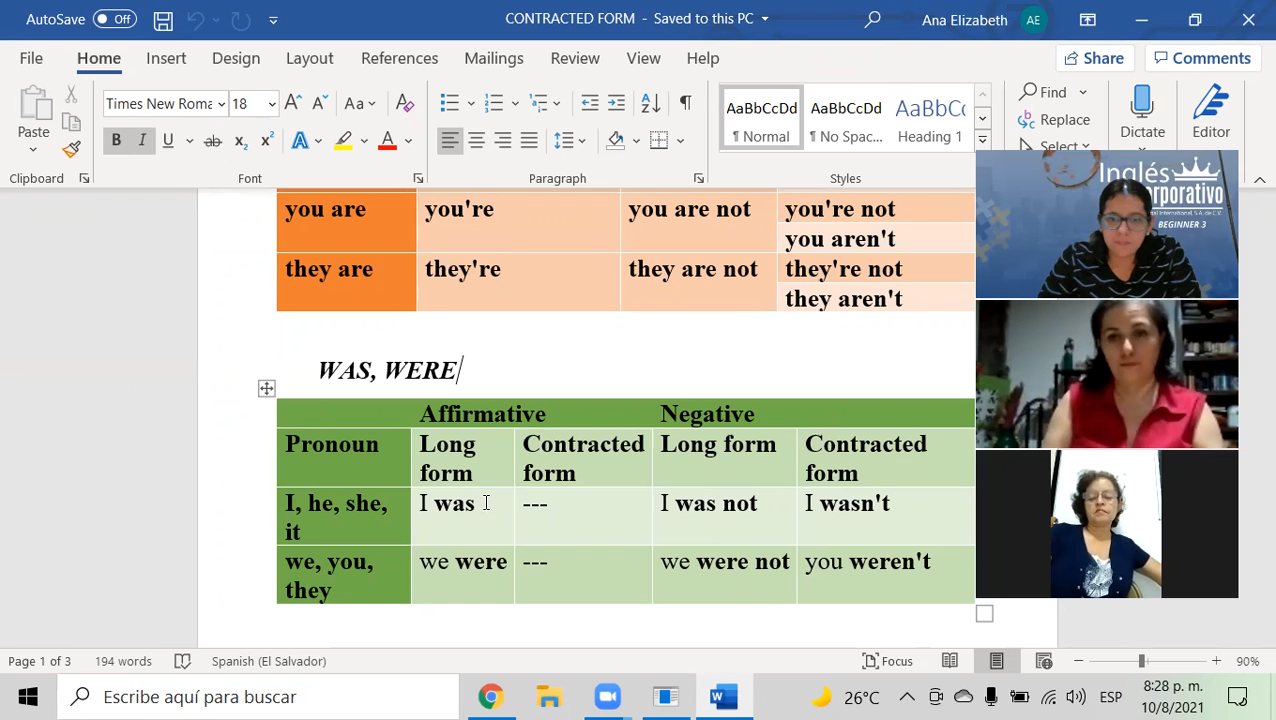 AutoSave Off CONTRACTED FORM - Saved to this PC Ana Elizabeth AE
File Home Insert Design Layout References Mailings Review View Help Share Comments
Paste
Clipboard
Times New Roma 18 A A Aa A
B I U ab x2 x2 A A
Font
Paragraph
AaBbCcDd AaBbCcDd AaBbCc
¶ Normal ¶ No Spac... Heading 1
Styles
Find
Replace
Select
Dictate
Editor
Inglés
orporativo
BEGINNER 3
you are you're you are not you're not
you aren't
they are they're they are not they're not
they aren't
WAS, WERE
Affirmative Negative
Pronoun Long form Contracted form Long form Contracted form
I, he, she, it I was --- I was not I wasn't
we, you, they we were --- we were not you weren't
Page 1 of 3 194 words Spanish (El Salvador) Focus 90%
Escribe aquí para buscar 26°C ESP 8:28 p. m.
10/8/2021